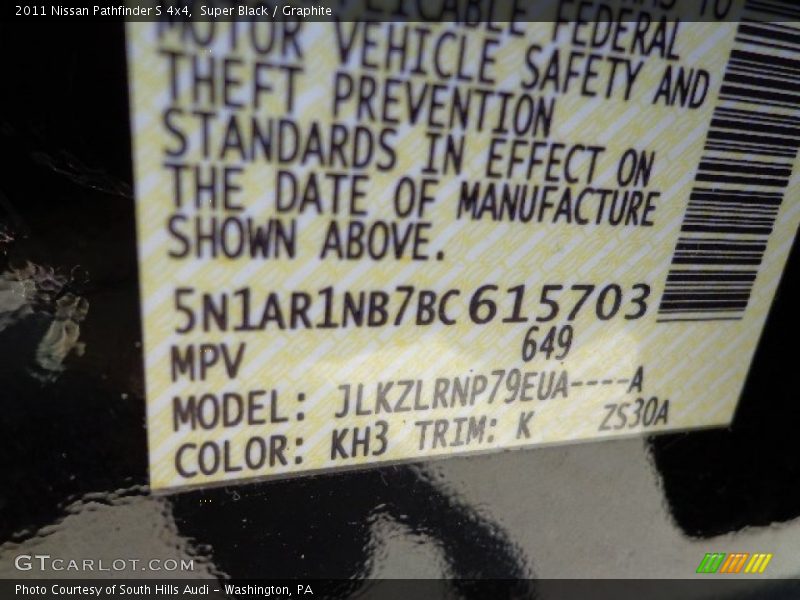 2011 Nissan Pathfinder S 4x4, Super Black / Graphite
FEDERAL
MOTOR VEHICLE SAFETY AND
THEFT PREVENTION
STANDARDS IN EFFECT ON
THE DATE OF MANUFACTURE
SHOWN ABOVE.
5N1AR1NB7BC615703
MPV 649
MODEL: JLKZLRNP79EUA----A
COLOR: KH3 TRIM: K ZS30A
GTCARLOT.COM
Photo Courtesy of South Hills Audi - Washington, PA